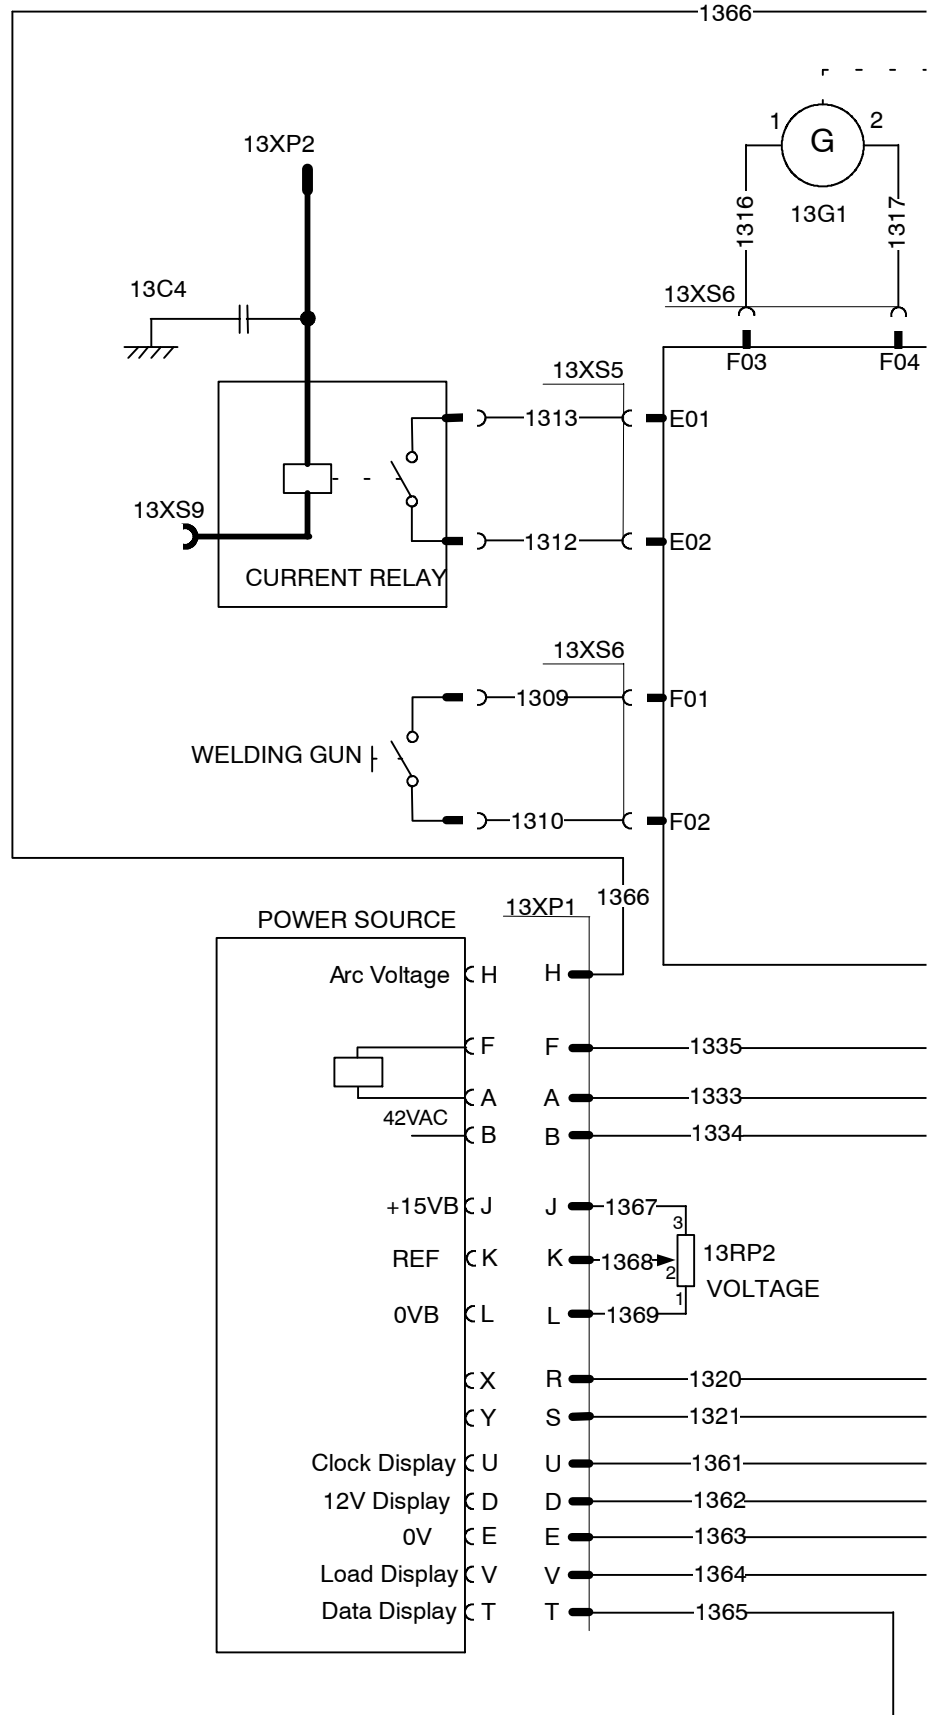 1366
1 G 2
13XP2
1316
1317
13G1
13C4
13XS6
F03 F04
13XS5
1313 E01
13XS9
1312 E02
CURRENT RELAY
13XS6
1309 F01
WELDING GUN
1310 F02
1366
13XP1
POWER SOURCE
Arc Voltage H H
F F 1335
A A 1333
42VAC
B B 1334
+15VB J J 1367
3
REF K K 1368 2 13RP2
VOLTAGE
1
0VB L L 1369
X R 1320
Y S 1321
Clock Display U U 1361
12V Display D D 1362
0V E E 1363
Load Display V V 1364
Data Display T T 1365